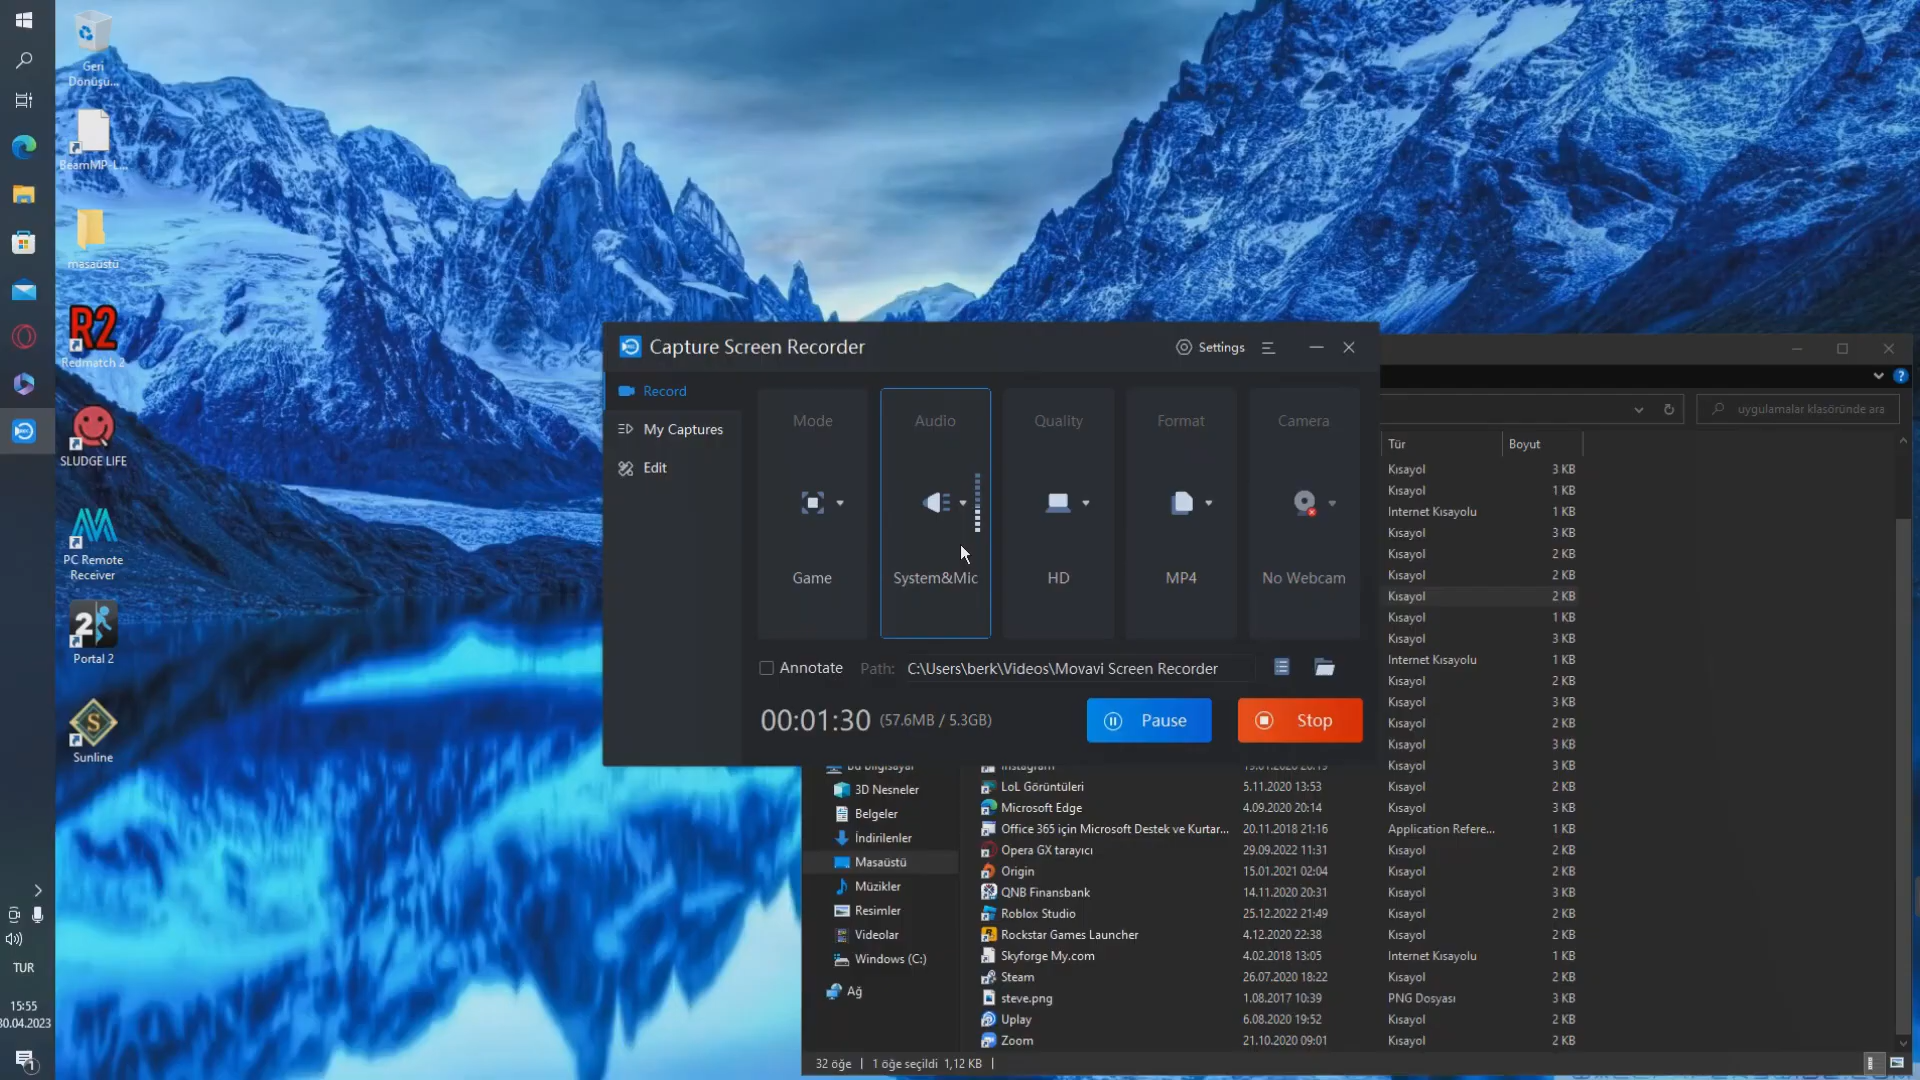 Geri
Dönüşü...
BeamMP-L...
masaüstü
R2
Redmatch 2
SLUDGE LIFE
PC Remote
Receiver
2
Portal 2
S
Sunline
TUR
15:55
30.04.2023
1
Capture Screen Recorder
Settings
Record
My Captures
Edit
Mode
Game
Audio
System&Mic
Quality
HD
Format
MP4
Camera
No Webcam
Annotate
Path: C:\Users\berk\Videos\Movavi Screen Recorder
00:01:30 (57.6MB / 5.3GB)
Pause
Stop
uygulamalar klasöründe ara
Tür Boyut
Kısayol 3 KB
Kısayol 1 KB
Internet Kısayolu 1 KB
Kısayol 3 KB
Kısayol 2 KB
Kısayol 2 KB
Kısayol 2 KB
Kısayol 1 KB
Kısayol 3 KB
Internet Kısayolu 1 KB
Kısayol 2 KB
Kısayol 3 KB
Kısayol 2 KB
Kısayol 3 KB
Bu bilgisayar
3D Nesneler
Belgeler
İndirilenler
Masaüstü
Müzikler
Resimler
Videolar
Windows (C:)
Ağ
Instagram 19.01.2020 20:19 Kısayol 3 KB
LoL Görüntüleri 5.11.2020 13:53 Kısayol 2 KB
Microsoft Edge 4.09.2020 20:14 Kısayol 3 KB
Office 365 için Microsoft Destek ve Kurtar... 20.11.2018 21:16 Application Refere... 1 KB
Opera GX tarayıcı 29.09.2022 11:31 Kısayol 2 KB
Origin 15.01.2021 02:04 Kısayol 2 KB
QNB Finansbank 14.11.2020 20:31 Kısayol 3 KB
Roblox Studio 25.12.2022 21:49 Kısayol 2 KB
Rockstar Games Launcher 4.12.2020 22:38 Kısayol 2 KB
Skyforge My.com 4.02.2018 13:05 Internet Kısayolu 1 KB
Steam 26.07.2020 18:22 Kısayol 2 KB
steve.png 1.08.2017 10:39 PNG Dosyası 3 KB
Uplay 6.08.2020 19:52 Kısayol 2 KB
Zoom 21.10.2020 09:01 Kısayol 2 KB
32 öğe 1 öğe seçildi 1,12 KB